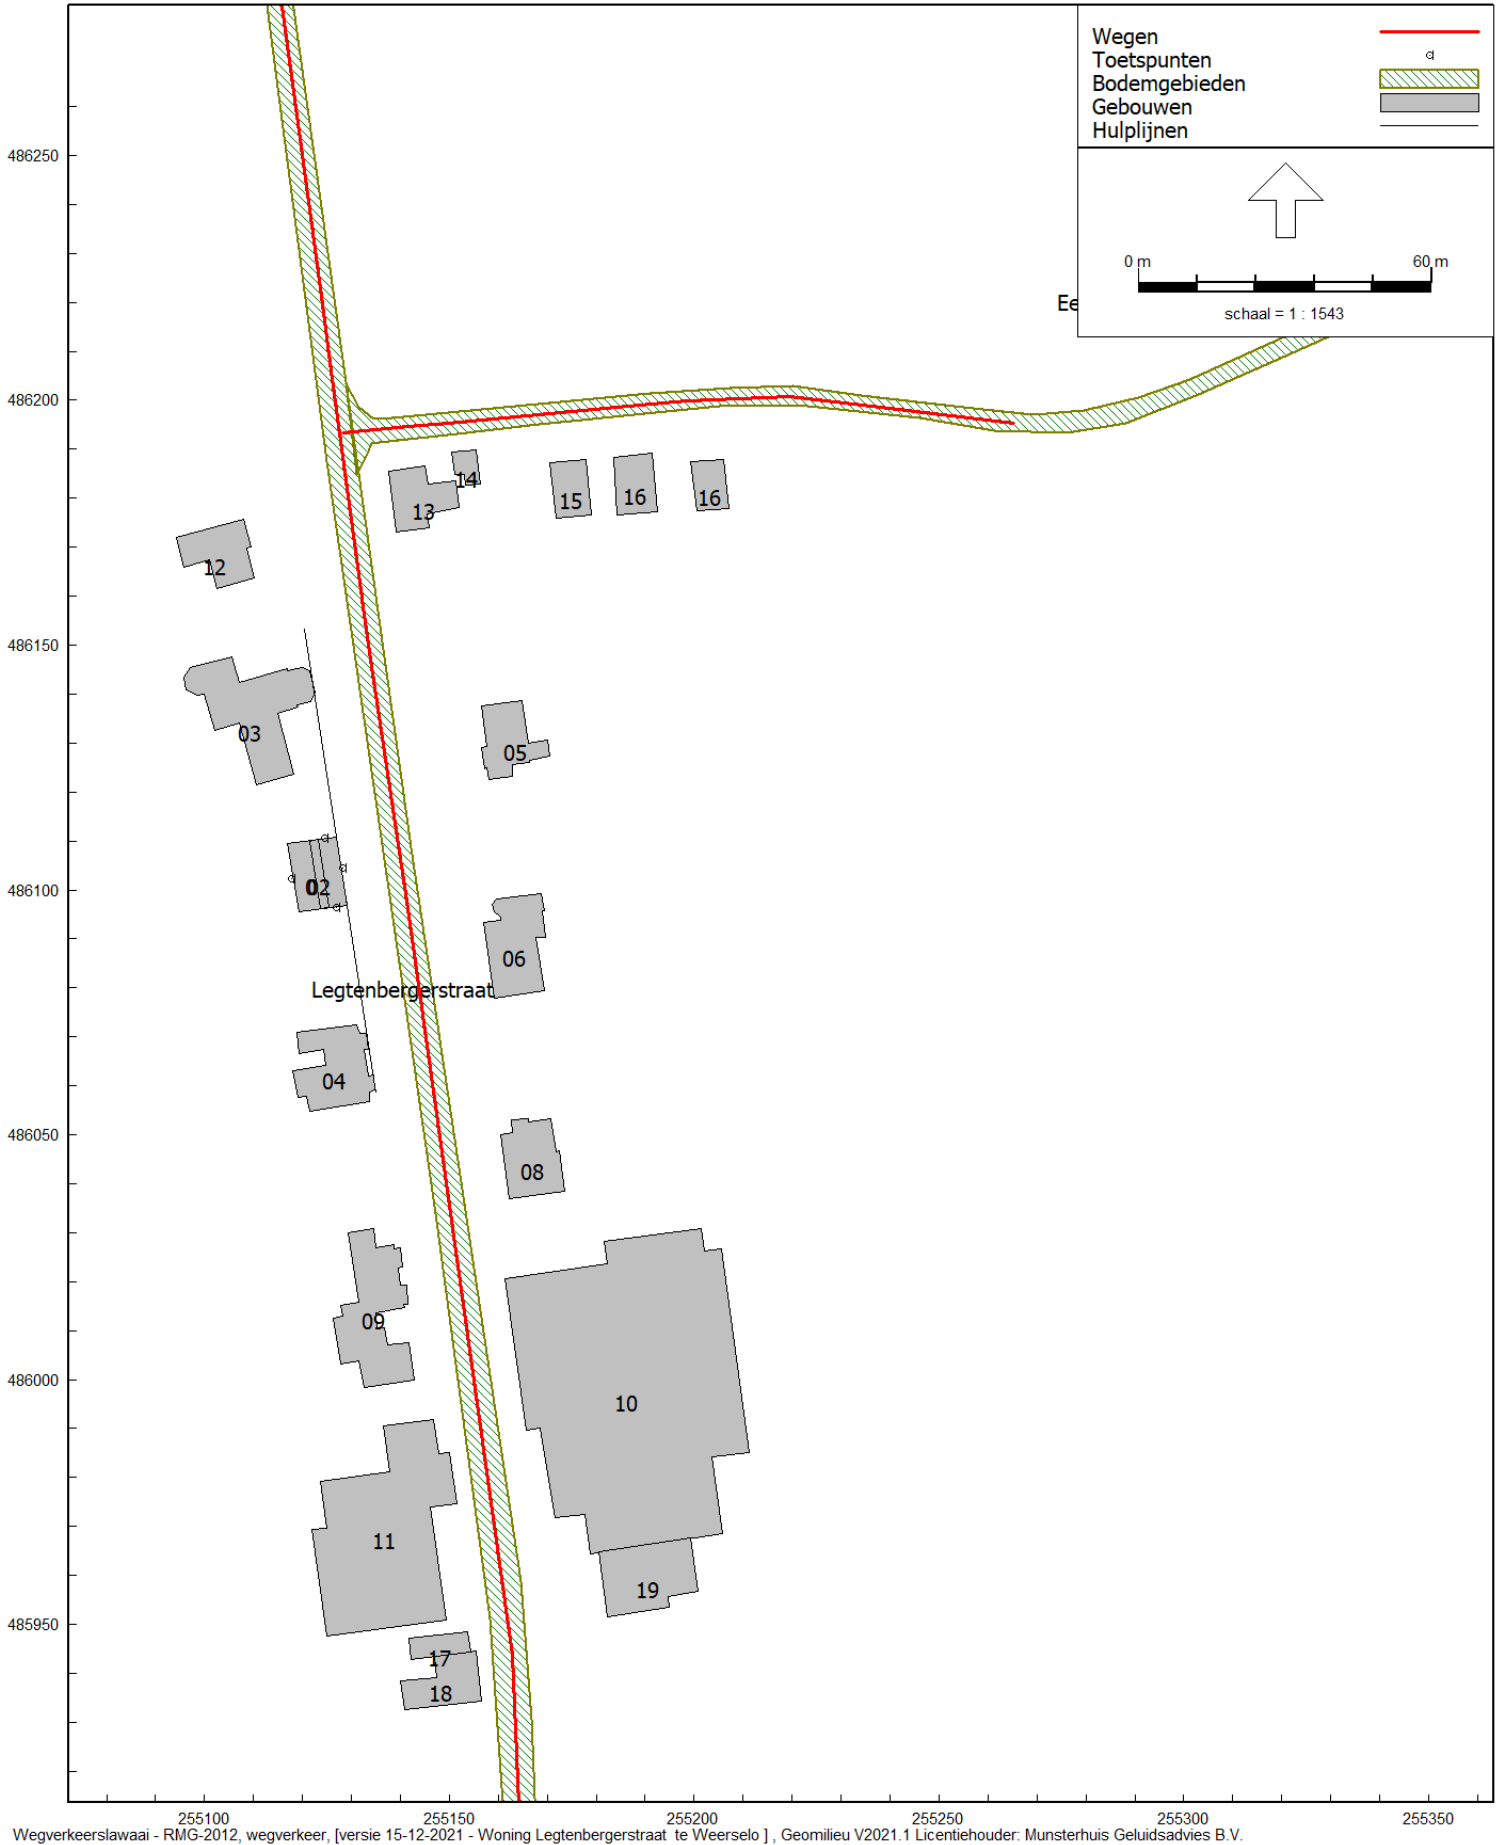 Wegen
Toetspunten
Bodemgebieden
Gebouwen
Hulplijnen
486250
0 m 60 m
schaal = 1 : 1543
Ee
486200
14
13
15
16
16
12
486150
03
05
486100
02
06
Legtenbergerstraat
04
486050
08
09
486000
10
11
19
485950
17
18
255100 255150 255200 255250 255300 255350
Wegverkeerslawaai - RMG-2012, wegverkeer, [versie 15-12-2021 - Woning Legtenbergerstraat te Weerselo ] , Geomilieu V2021.1 Licentiehouder: Munsterhuis Geluidsadvies B.V.